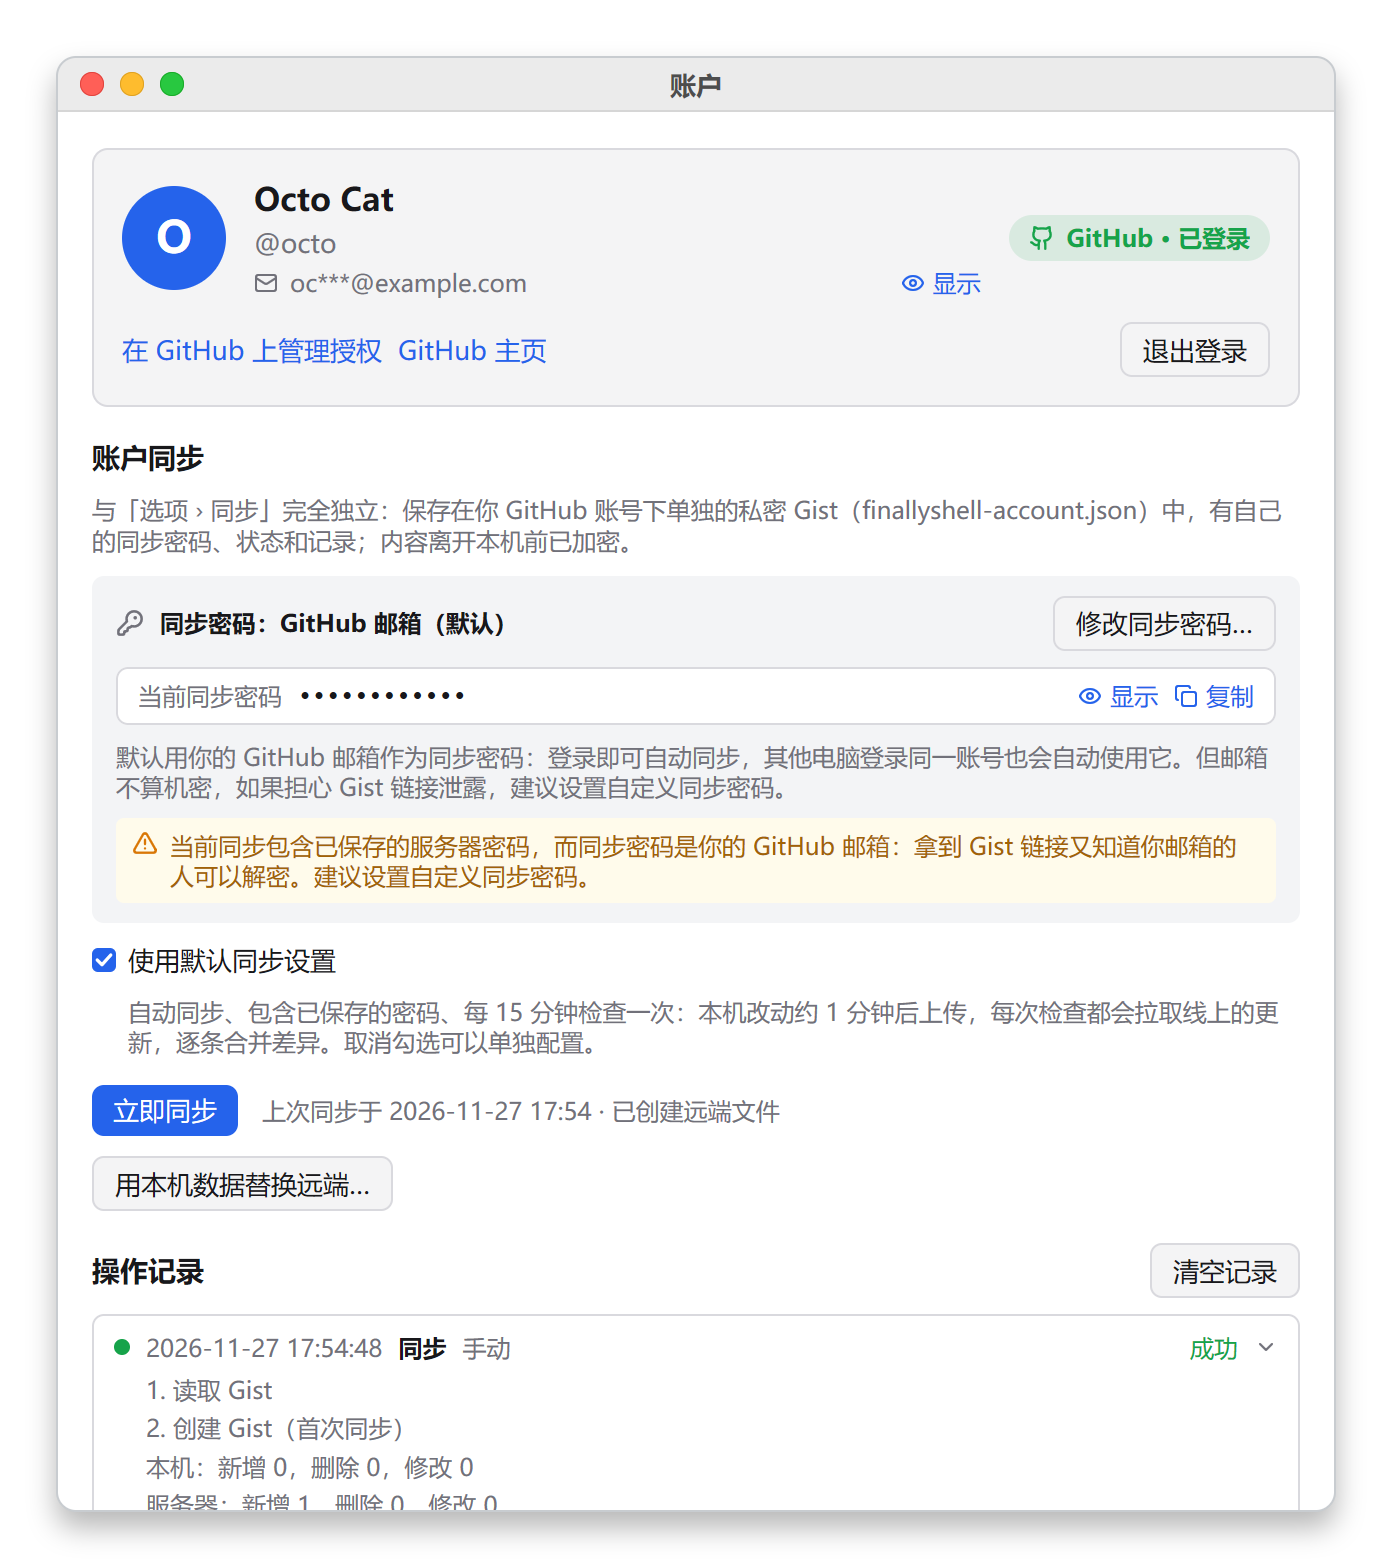 账户
O
Octo Cat
@octo
oc***@example.com
显示
GitHub • 已登录
在 GitHub 上管理授权
GitHub 主页
退出登录
账户同步
与「选项 › 同步」完全独立：保存在你 GitHub 账号下单独的私密 Gist（finallyshell-account.json）中，有自己
的同步密码、状态和记录；内容离开本机前已加密。
同步密码：GitHub 邮箱（默认）
修改同步密码...
当前同步密码 ••••••••••••
显示
复制
默认用你的 GitHub 邮箱作为同步密码：登录即可自动同步，其他电脑登录同一账号也会自动使用它。但邮箱
不算机密，如果担心 Gist 链接泄露，建议设置自定义同步密码。
当前同步包含已保存的服务器密码，而同步密码是你的 GitHub 邮箱：拿到 Gist 链接又知道你邮箱的
人可以解密。建议设置自定义同步密码。
使用默认同步设置
自动同步、包含已保存的密码、每 15 分钟检查一次：本机改动约 1 分钟后上传，每次检查都会拉取线上的更
新，逐条合并差异。取消勾选可以单独配置。
立即同步
上次同步于 2026-11-27 17:54 · 已创建远端文件
用本机数据替换远端...
操作记录
清空记录
2026-11-27 17:54:48 同步 手动
成功
1. 读取 Gist
2. 创建 Gist（首次同步）
本机：新增 0，删除 0，修改 0
服务器：新增 1，删除 0，修改 0